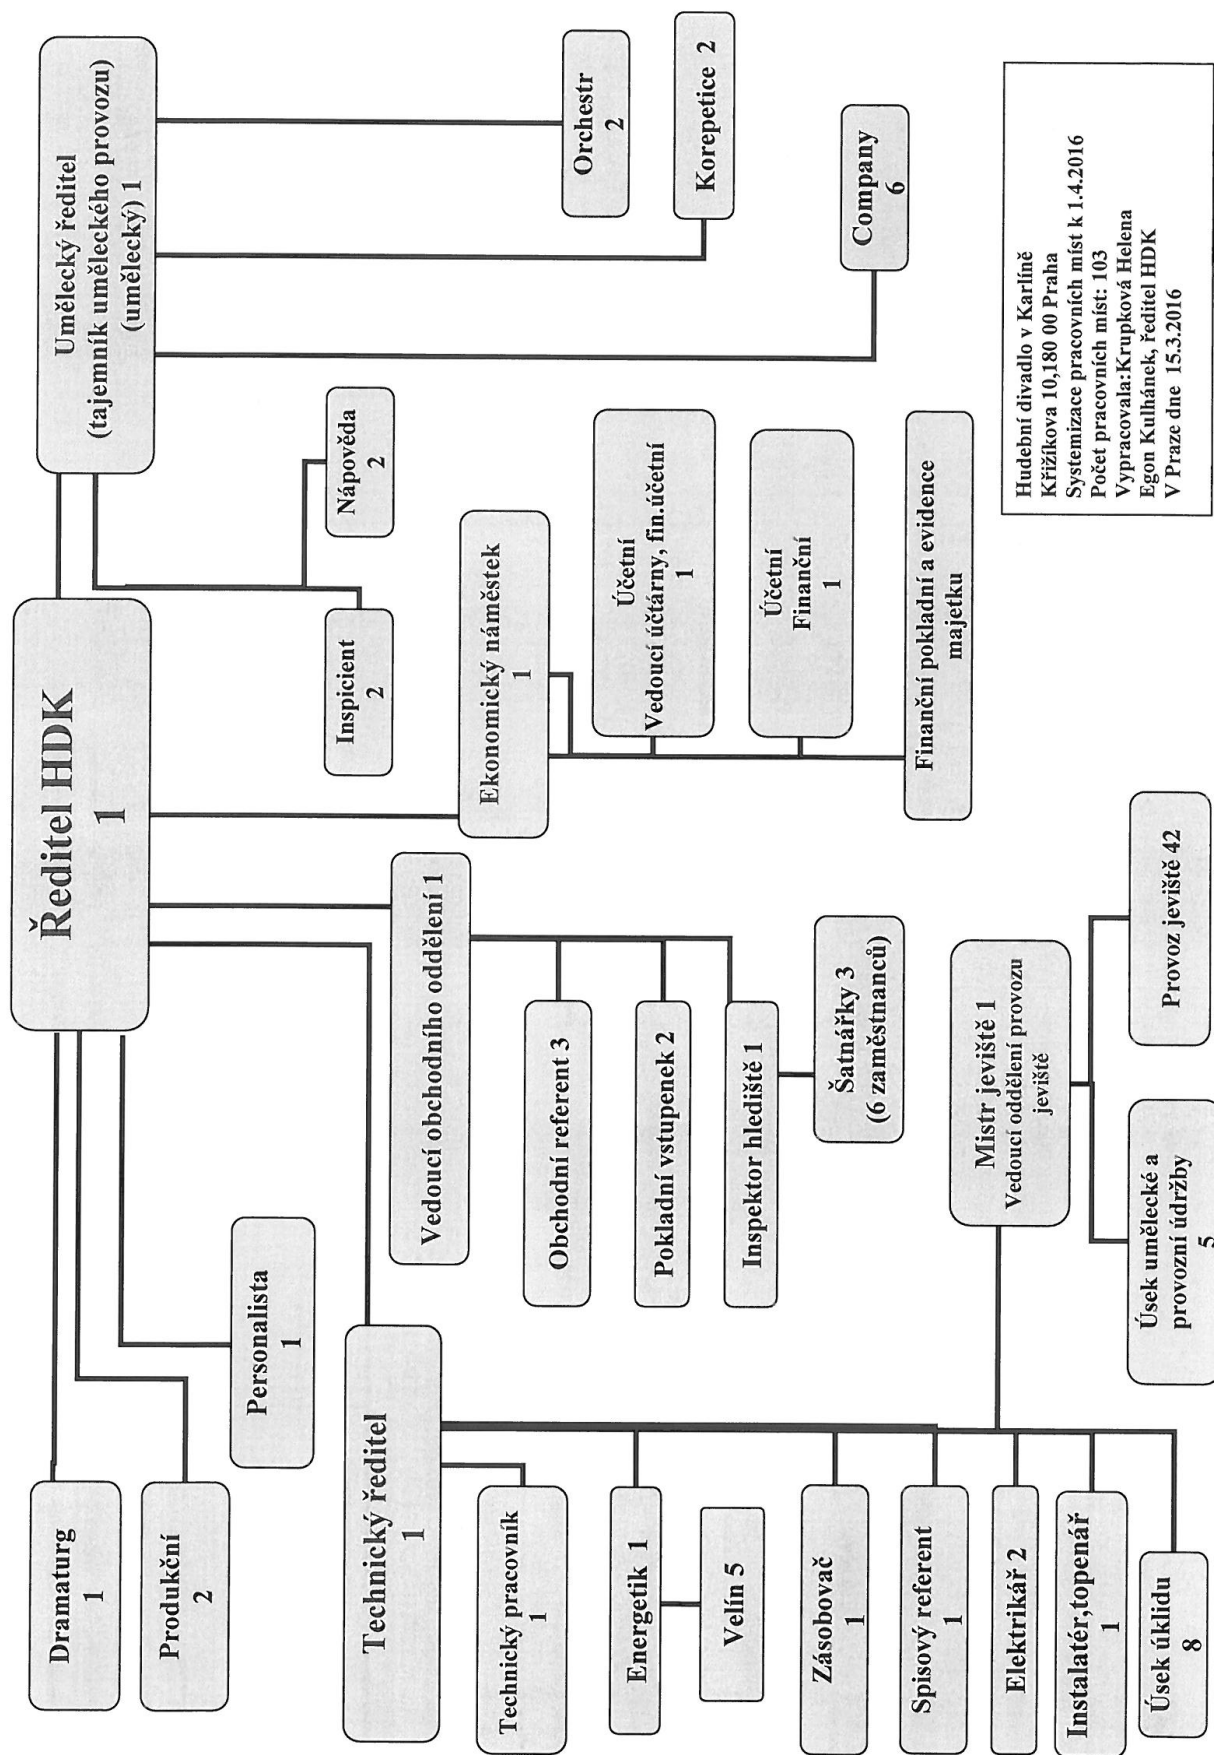 Ředitel HDK
1
Umělecký ředitel
(tajemník uměleckého provozu)
(umělecký) 1
Dramaturg
1
Produkční
2
Personalista
1
Inspicient
2
Nápověda
2
Orchestr
2
Korepetice 2
Company
6
Technický ředitel
1
Vedoucí obchodního oddělení 1
Ekonomický náměstek
1
Technický pracovník
1
Energetik 1
Velín 5
Zásobovač
1
Spisový referent
1
Elektrikář 2
Instalatér,topenář
1
Úsek úklidu
8
Obchodní referent 3
Pokladní vstupenek 2
Inspektor hlediště 1
Šatnářky 3
(6 zaměstnanců)
Účetní
Vedoucí účtárny, fin.účetní
1
Účetní
Finanční
1
Finanční pokladní a evidence
majetku
Mistr jeviště 1
Vedoucí oddělení provozu
jeviště
Úsek umělecké a
provozní údržby
5
Provoz jeviště 42
Hudební divadlo v Karlíně
Křižíkova 10,180 00 Praha
Systemizace pracovních míst k 1.4.2016
Počet pracovních míst: 103
Vypracovala:Krupková Helena
Egon Kulhánek, ředitel HDK
V Praze dne 15.3.2016